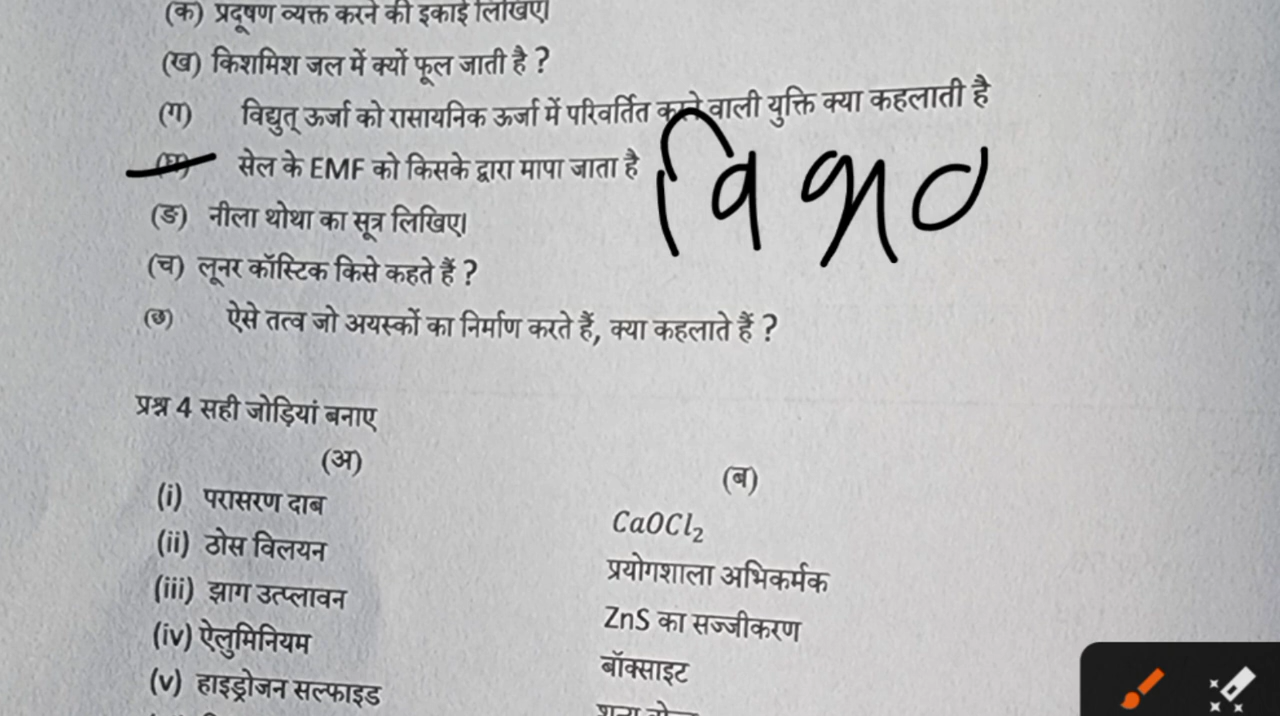 (क) प्रदूषण व्यक्त करने की इकाई लिखिए।
(ख) किशमिश जल में क्यों फूल जाती है ?
(ग) विद्युत् ऊर्जा को रासायनिक ऊर्जा में परिवर्तित करने वाली युक्ति क्या कहलाती है
(घ) सेल के EMF को किसके द्वारा मापा जाता है
(ङ) नीला थोथा का सूत्र लिखिए।
(च) लूनर कॉस्टिक किसे कहते हैं ?
(छ) ऐसे तत्व जो अयस्कों का निर्माण करते हैं, क्या कहलाते हैं ?
प्रश्न 4 सही जोड़ियां बनाए
(अ) (ब)
(i) परासरण दाब CaOCl₂
(ii) ठोस विलयन प्रयोगशाला अभिकर्मक
(iii) झाग उत्प्लावन ZnS का सज्जीकरण
(iv) ऐलुमिनियम बॉक्साइट
(v) हाइड्रोजन सल्फाइड